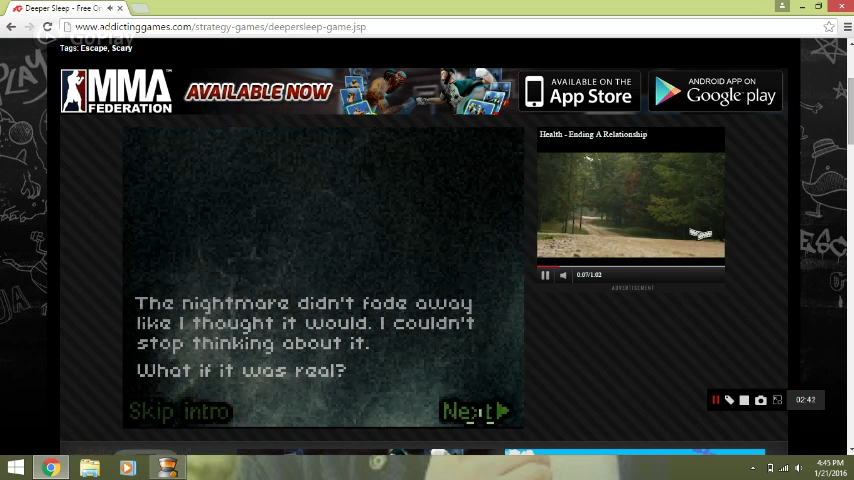 Deeper Sleep - Free On
www.addictinggames.com/strategy-games/deepersleep-game.jsp
GoPlay
Tags: Escape, Scary
MMA
FEDERATION
AVAILABLE NOW
AVAILABLE ON THE
App Store
ANDROID APP ON
Google play
Health - Ending A Relationship
0:07/1:02
ADVERTISEMENT
The nightmare didn't fade away
like I thought it would. I couldn't
stop thinking about it.
What if it was real?
Skip intro
Next
02:42
4:45 PM
1/21/2016